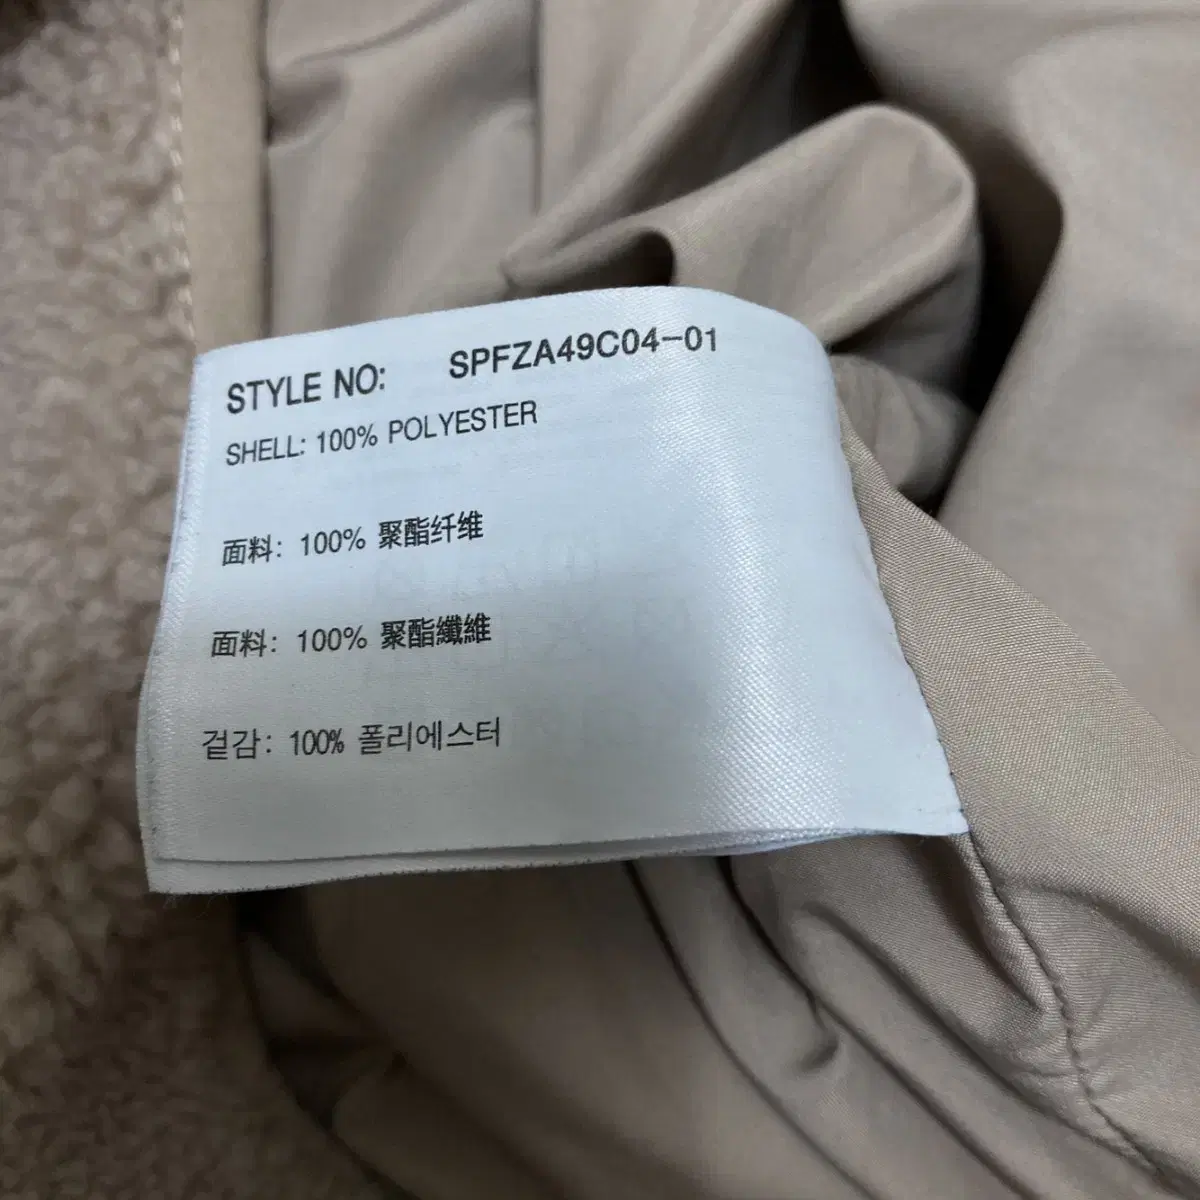 STYLE NO: SPFZA49C04-01
SHELL: 100% POLYESTER
面料: 100% 聚酯纤维
面料: 100% 聚酯纖維
겉감: 100% 폴리에스터